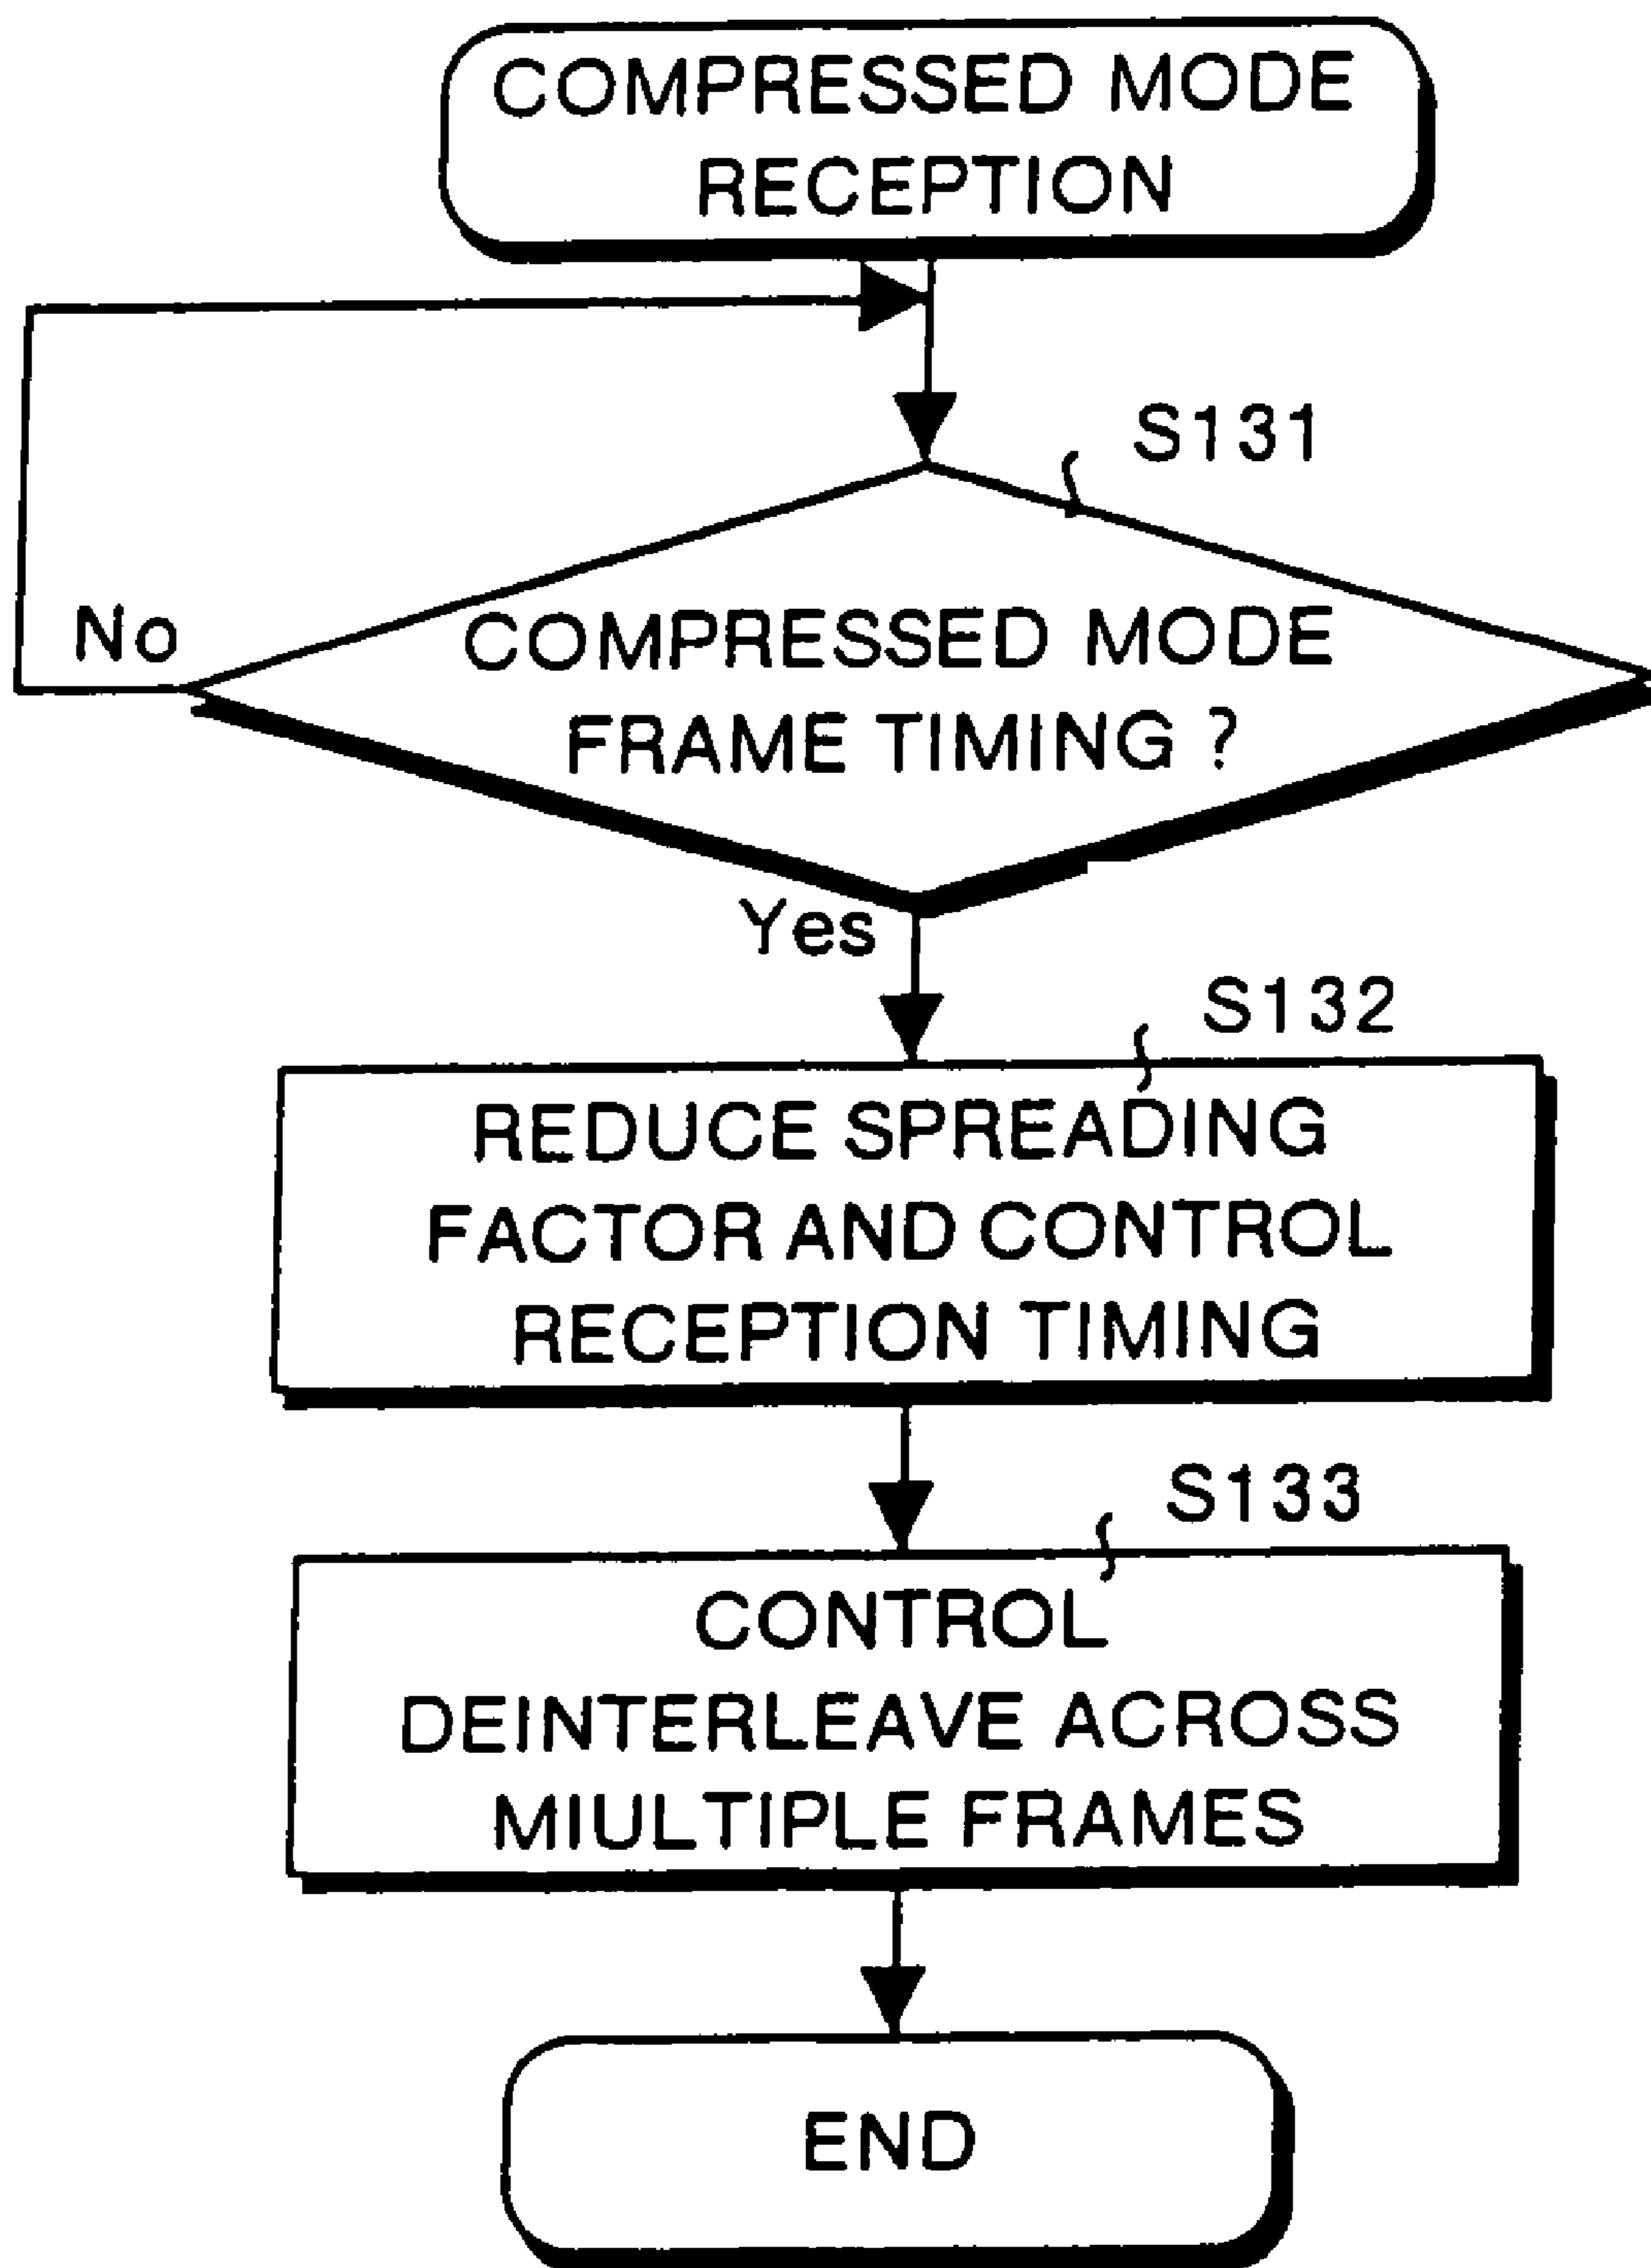 COMPRESSED MODE
RECEPTION
S131
No
COMPRESSED MODE
FRAME TIMING ?
Yes
S132
REDUCE SPREADING
FACTOR AND CONTROL
RECEPTION TIMING
S133
CONTROL
DEINTERLEAVE ACROSS
MIULTIPLE FRAMES
END